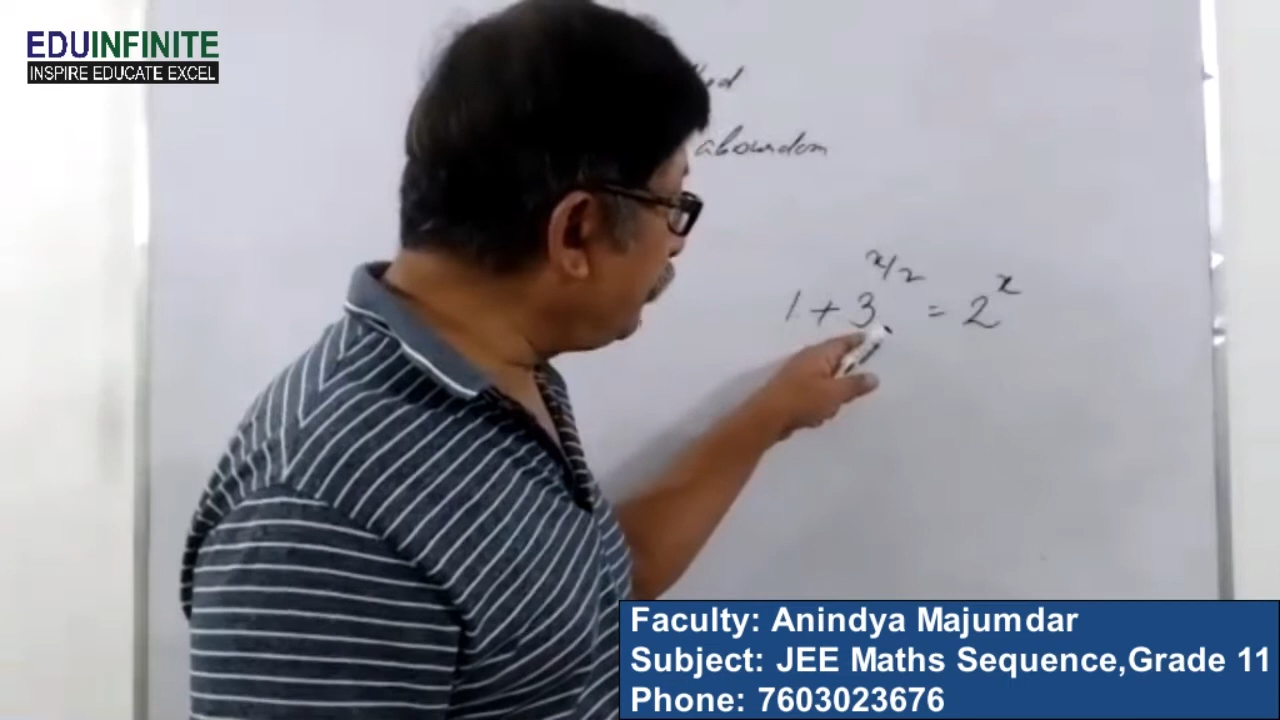 EDUINFINITE
INSPIRE EDUCATE EXCEL
1 + 3^{x/2} = 2^x
Faculty: Anindya Majumdar
Subject: JEE Maths Sequence,Grade 11
Phone: 7603023676